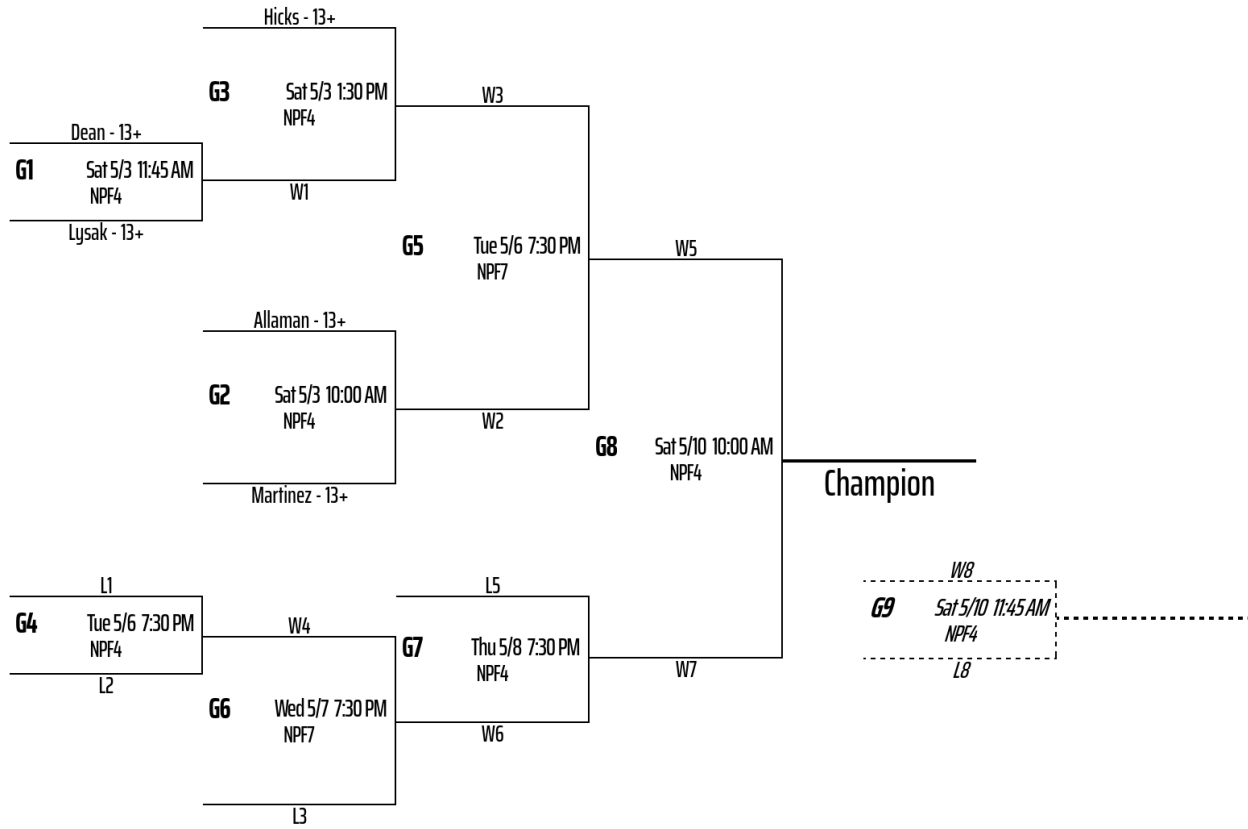 Hicks - 13+
G3 Sat 5/3 1:30 PM
NPF4
W3
Dean - 13+
G1 Sat 5/3 11:45 AM
NPF4
W1
Lysak - 13+
G5 Tue 5/6 7:30 PM
NPF7
W5
Allaman - 13+
G2 Sat 5/3 10:00 AM
NPF4
W2
Martinez - 13+
G8 Sat 5/10 10:00 AM
NPF4
Champion
L1
G4 Tue 5/6 7:30 PM
NPF4
L2
W4
L5
G7 Thu 5/8 7:30 PM
NPF4
W7
G6 Wed 5/7 7:30 PM
NPF7
W6
L3
W8
G9 Sat 5/10 11:45 AM
NPF4
L8